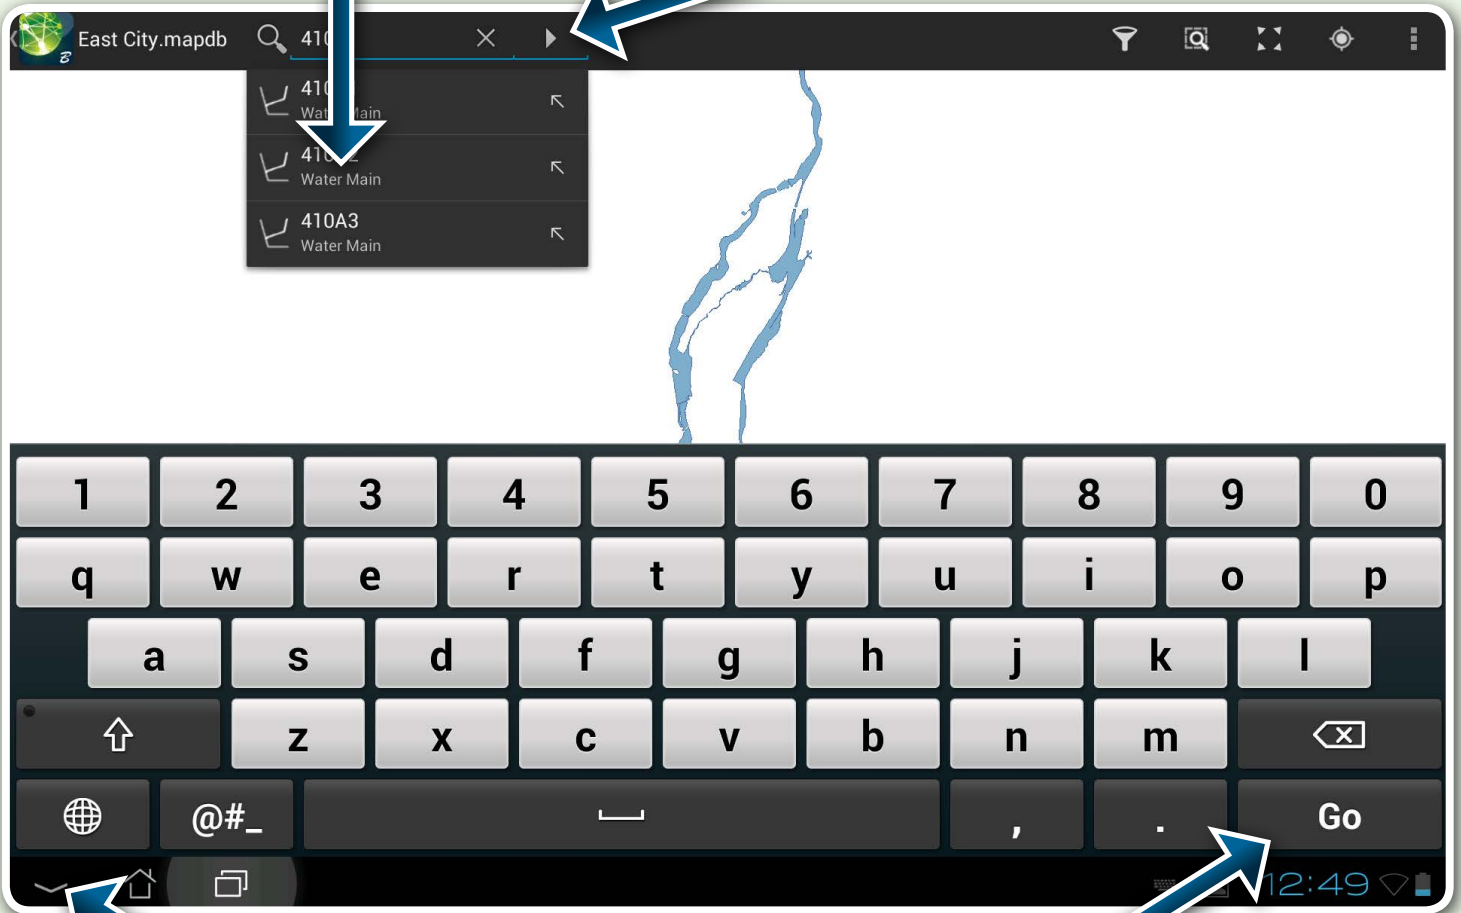 East City.mapdb
410
Water Main
Water Main
410A3
Water Main
1 2 3 4 5 6 7 8 9 0
q w e r t y u i o p
a s d f g h j k l
z x c v b n m
@#_ , . Go
12:49